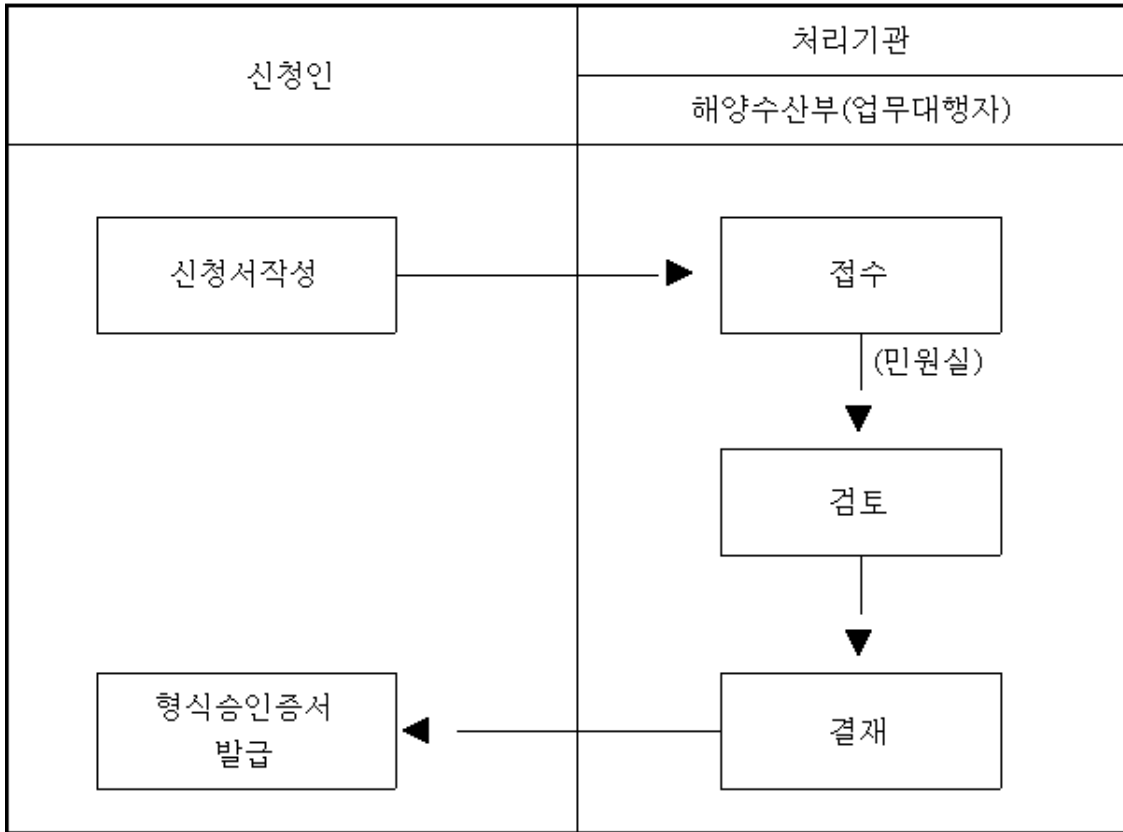 신청인
처리기관
해양수산부(업무대행자)
신청서작성
접수
(민원실)
검토
결재
형식승인증서
발급